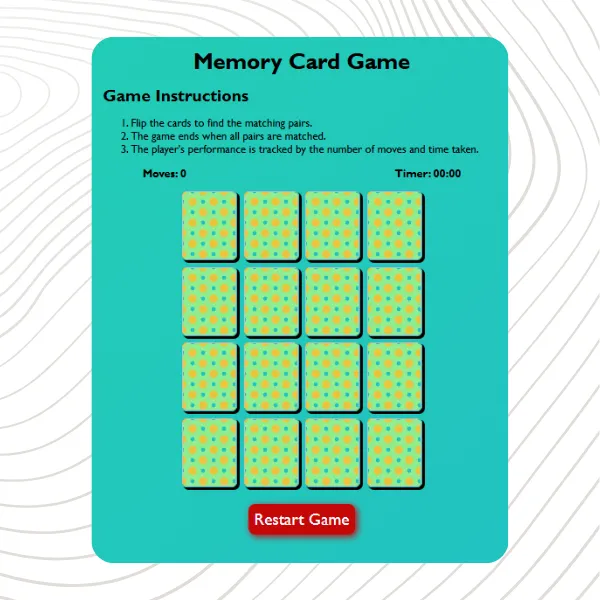 Memory Card Game
Game Instructions
1. Flip the cards to find the matching pairs.
2. The game ends when all pairs are matched.
3. The player's performance is tracked by the number of moves and time taken.
Moves: 0 Timer: 00:00
Restart Game